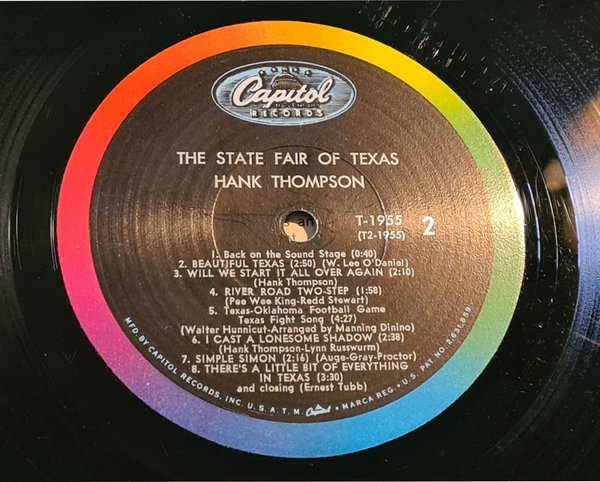 Capitol
RECORDS
THE STATE FAIR OF TEXAS
HANK THOMPSON
T-1955
(T2-1955)
2
1. Back on the Sound Stage (0:40)
2. BEAUTIFUL TEXAS (2:50) (W. Lee O'Daniel)
3. WILL WE START IT ALL OVER AGAIN (2:10)
(Hank Thompson)
4. RIVER ROAD TWO-STEP (1:58)
(Pee Wee King-Redd Stewart)
5. Texas-Oklahoma Football Game
Texas Fight Song (4:27)
(Walter Hunnicut-Arranged by Manning Dinino)
6. I CAST A LONESOME SHADOW (2:38)
(Hank Thompson-Lynn Russwurm)
7. SIMPLE SIMON (2:16) (Auge-Gray-Proctor)
8. THERE'S A LITTLE BIT OF EVERYTHING
IN TEXAS (3:30)
and closing (Ernest Tubb)
MFD. BY CAPITOL RECORDS, INC. U.S.A. T.M. Capitol MARCA REG. • U.S. PAT. NO. 2,631,859